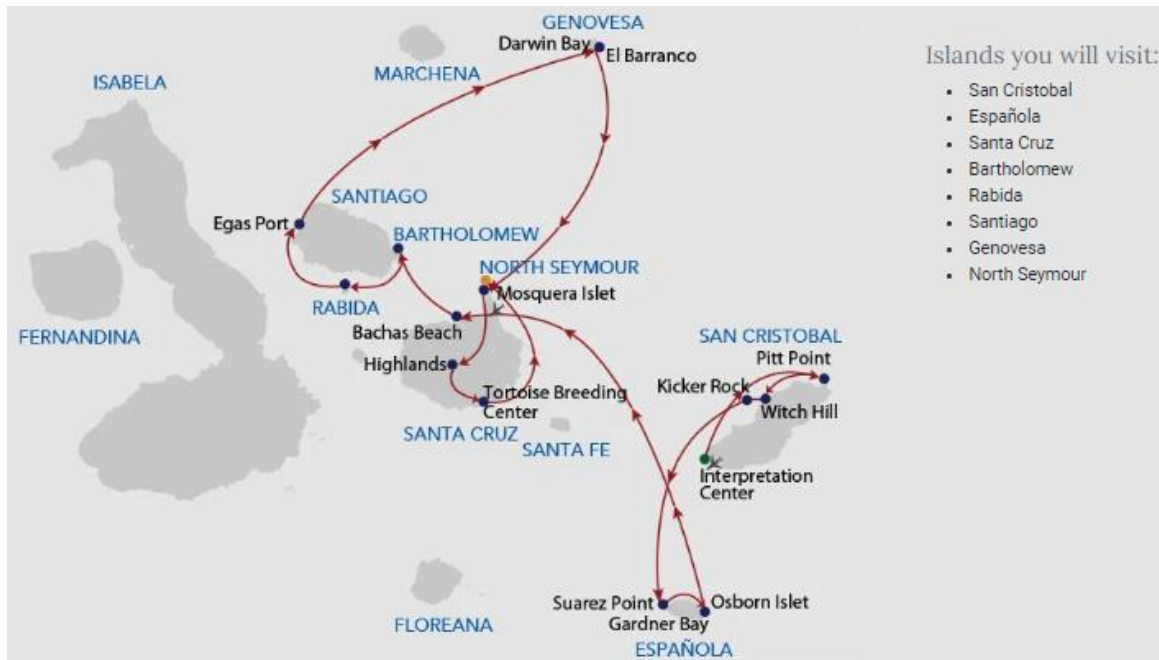 GENOVESA
Darwin Bay
El Barranco
MARCHENA
ISABELA
SANTIAGO
Egas Port
BARTHOLOMEW
NORTH SEYMOUR
Mosquera Islet
RABIDA
FERNANDINA
Bachas Beach
Highlands
Tortoise Breeding
Center
SANTA CRUZ
SANTA FE
SAN CRISTOBAL
Pitt Point
Kicker Rock
Witch Hill
Interpretation
Center
Suarez Point
Osborn Islet
Gardner Bay
FLOREANA
ESPAÑOLA
Islands you will visit:
San Cristobal
Española
Santa Cruz
Bartholomew
Rabida
Santiago
Genovesa
North Seymour